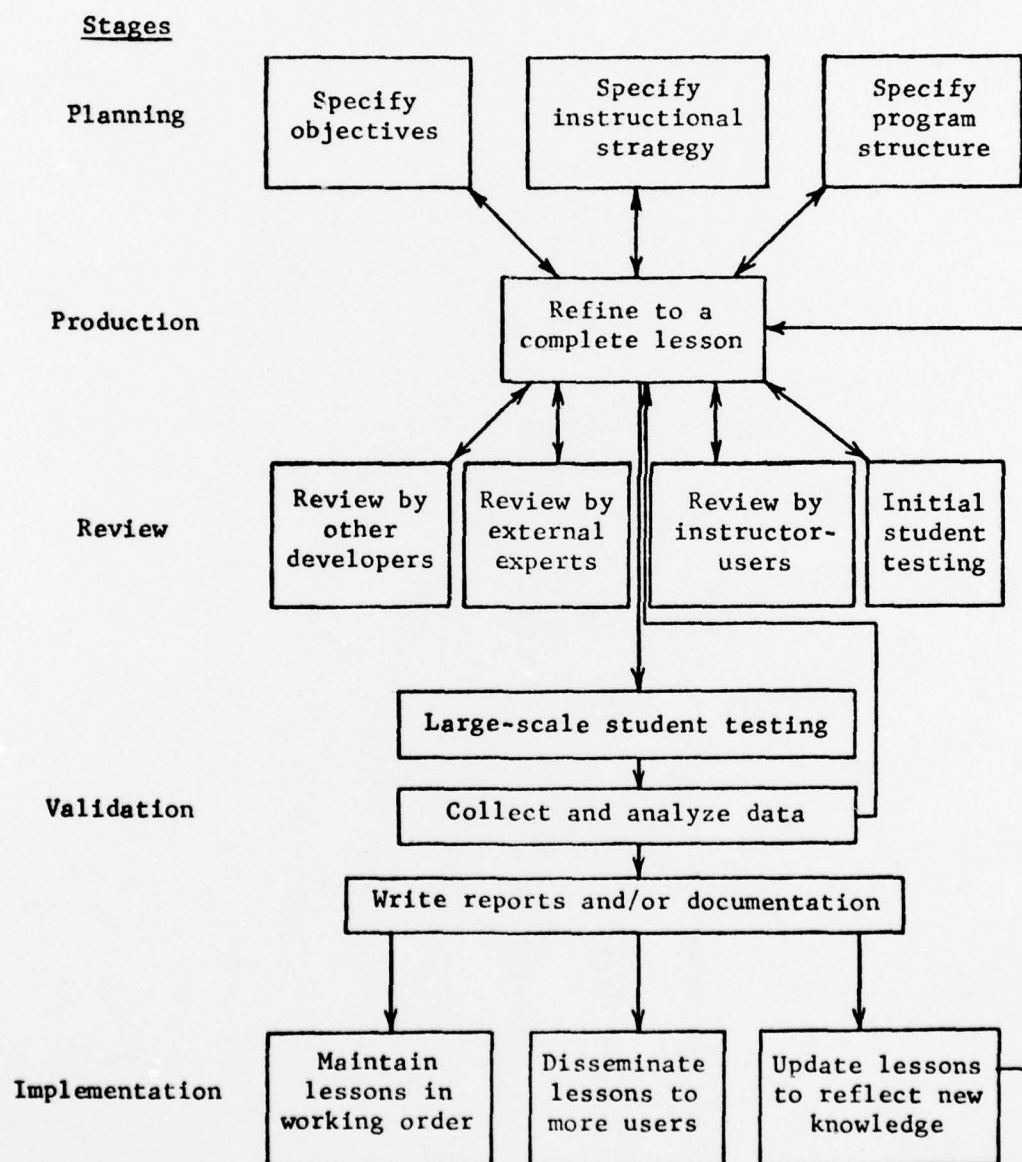 Stages
Planning
Specify
objectives
Specify
instructional
strategy
Specify
program
structure
Production
Refine to a
complete lesson
Review
Review by
other
developers
Review by
external
experts
Review by
instructor-
users
Initial
student
testing
Large-scale student testing
Validation
Collect and analyze data
Write reports and/or documentation
Implementation
Maintain
lessons in
working order
Disseminate
lessons to
more users
Update lessons
to reflect new
knowledge